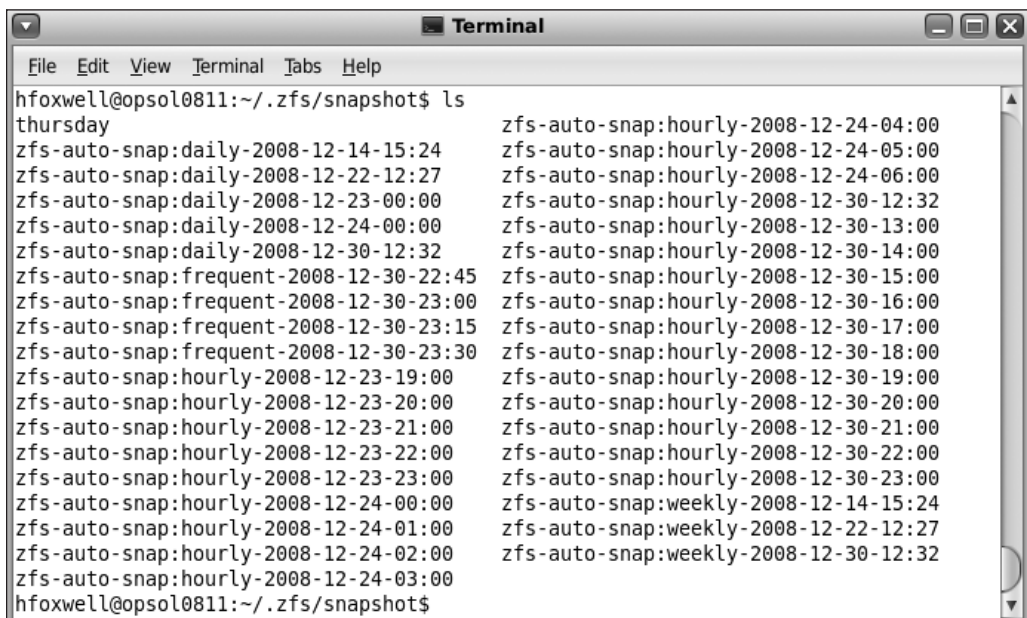 Terminal
File Edit View Terminal Tabs Help
hfoxwell@opsol0811:~/.zfs/snapshot$ ls
thursday zfs-auto-snap:hourly-2008-12-24-04:00
zfs-auto-snap:daily-2008-12-14-15:24 zfs-auto-snap:hourly-2008-12-24-05:00
zfs-auto-snap:daily-2008-12-22-12:27 zfs-auto-snap:hourly-2008-12-24-06:00
zfs-auto-snap:daily-2008-12-23-00:00 zfs-auto-snap:hourly-2008-12-30-12:32
zfs-auto-snap:daily-2008-12-24-00:00 zfs-auto-snap:hourly-2008-12-30-13:00
zfs-auto-snap:daily-2008-12-30-12:32 zfs-auto-snap:hourly-2008-12-30-14:00
zfs-auto-snap:frequent-2008-12-30-22:45 zfs-auto-snap:hourly-2008-12-30-15:00
zfs-auto-snap:frequent-2008-12-30-23:00 zfs-auto-snap:hourly-2008-12-30-16:00
zfs-auto-snap:frequent-2008-12-30-23:15 zfs-auto-snap:hourly-2008-12-30-17:00
zfs-auto-snap:frequent-2008-12-30-23:30 zfs-auto-snap:hourly-2008-12-30-18:00
zfs-auto-snap:hourly-2008-12-23-19:00 zfs-auto-snap:hourly-2008-12-30-19:00
zfs-auto-snap:hourly-2008-12-23-20:00 zfs-auto-snap:hourly-2008-12-30-20:00
zfs-auto-snap:hourly-2008-12-23-21:00 zfs-auto-snap:hourly-2008-12-30-21:00
zfs-auto-snap:hourly-2008-12-23-22:00 zfs-auto-snap:hourly-2008-12-30-22:00
zfs-auto-snap:hourly-2008-12-23-23:00 zfs-auto-snap:hourly-2008-12-30-23:00
zfs-auto-snap:hourly-2008-12-24-00:00 zfs-auto-snap:weekly-2008-12-14-15:24
zfs-auto-snap:hourly-2008-12-24-01:00 zfs-auto-snap:weekly-2008-12-22-12:27
zfs-auto-snap:hourly-2008-12-24-02:00 zfs-auto-snap:weekly-2008-12-30-12:32
zfs-auto-snap:hourly-2008-12-24-03:00
hfoxwell@opsol0811:~/.zfs/snapshot$